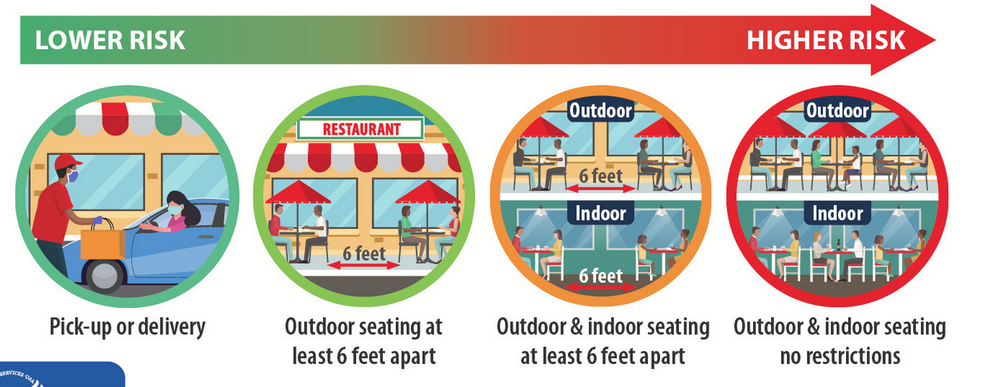 LOWER RISK
HIGHER RISK
RESTAURANT
6 feet
Outdoor
6 feet
Indoor
6 feet
Outdoor
Indoor
Pick-up or delivery
Outdoor seating at
least 6 feet apart
Outdoor & indoor seating
at least 6 feet apart
Outdoor & indoor seating
no restrictions
SERVICES·USA